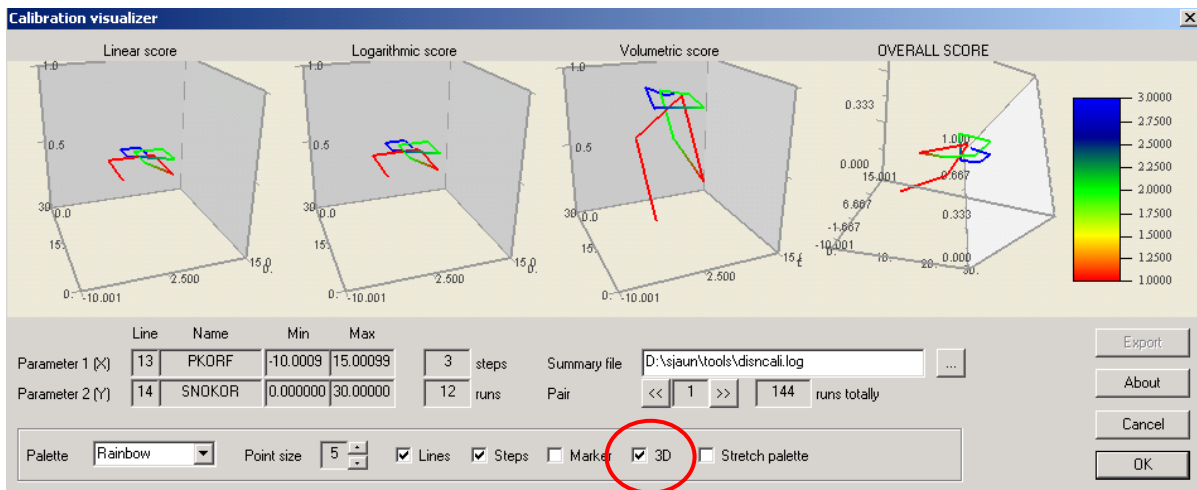 Calibration visualizer
Linear score Logarithmic score Volumetric score OVERALL SCORE
1.0 1.0 1.0
0.5 0.5 0.5
30. 0.0 30. 0.0 30. 0.0
15. 15. 15.
0. -10.001 2.500 15.0 0.
0. -10.001 2.500 15.0 0.
0. -10.001 2.500
0.333 1.000
0.000 15.001 0.667
6.667 0.333
-1.667
-10.001 10. 20. 0.000 30.
3.0000
2.7500
2.5000
2.2500
2.0000
1.7500
1.5000
1.2500
1.0000
Line Name Min Max
Parameter 1 (X) 13 PKORF -10.0009 15.00099 3 steps Summary file D:\sjaun\tools\disncali.log ... Export
Parameter 2 (Y) 14 SNOKOR 0.000000 30.00000 12 runs Pair << 1 >> 144 runs totally About
Cancel
Palette Rainbow Point size 5 Lines Steps Marker 3D Stretch palette OK